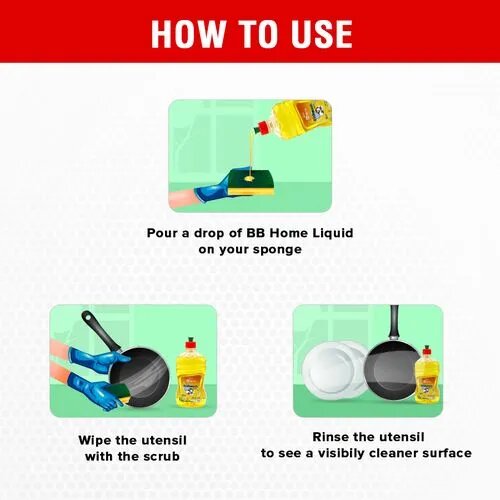 HOW TO USE
Pour a drop of BB Home Liquid
on your sponge
Wipe the utensil
with the scrub
Rinse the utensil
to see a visibily cleaner surface